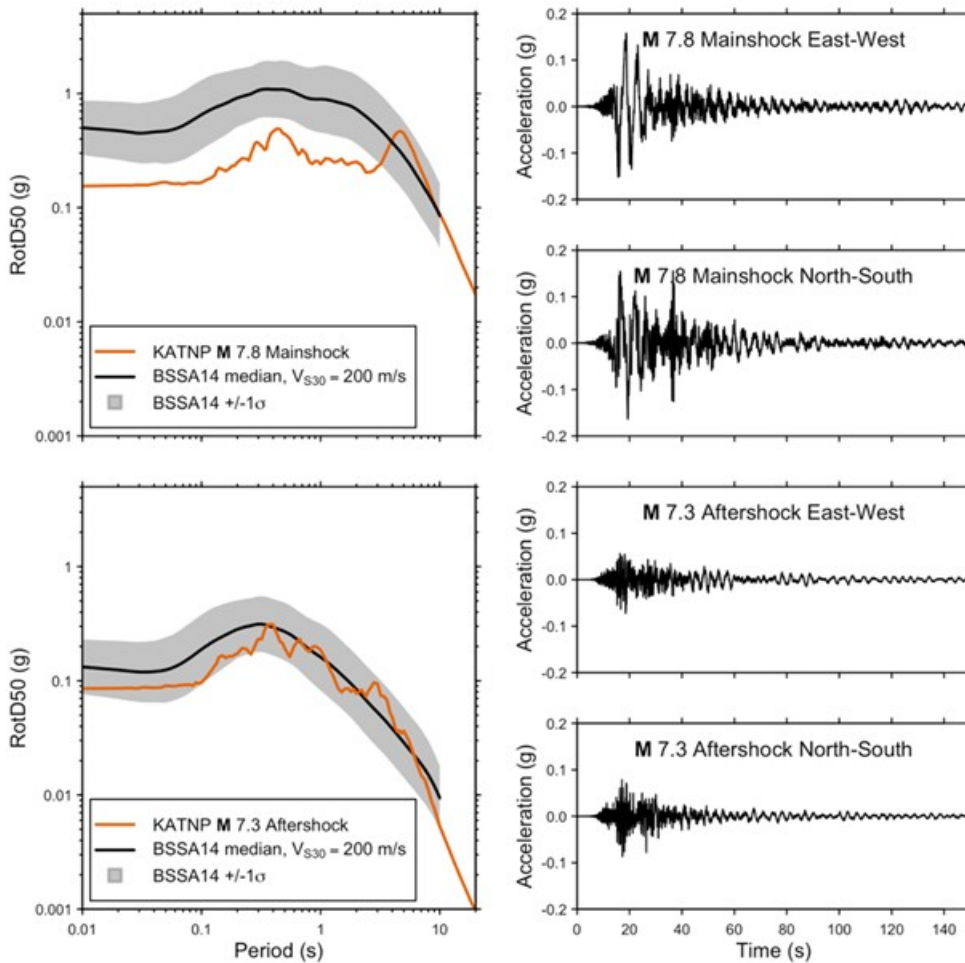 1
0.1
0.01
0.001
RotD50 (g)
KATNP M 7.8 Mainshock
BSSA14 median, VS30 = 200 m/s
BSSA14 +/-1σ
0.2
0.1
0.0
-0.1
-0.2
Acceleration (g)
M 7.8 Mainshock East-West
0.2
0.1
0.0
-0.1
-0.2
Acceleration (g)
M 7.8 Mainshock North-South
1
0.1
0.01
0.001
RotD50 (g)
KATNP M 7.3 Aftershock
BSSA14 median, VS30 = 200 m/s
BSSA14 +/-1σ
0.01 0.1 1 10
Period (s)
0.2
0.1
0.0
-0.1
-0.2
Acceleration (g)
M 7.3 Aftershock East-West
0.2
0.1
0.0
-0.1
-0.2
Acceleration (g)
M 7.3 Aftershock North-South
0 20 40 60 80 100 120 140
Time (s)